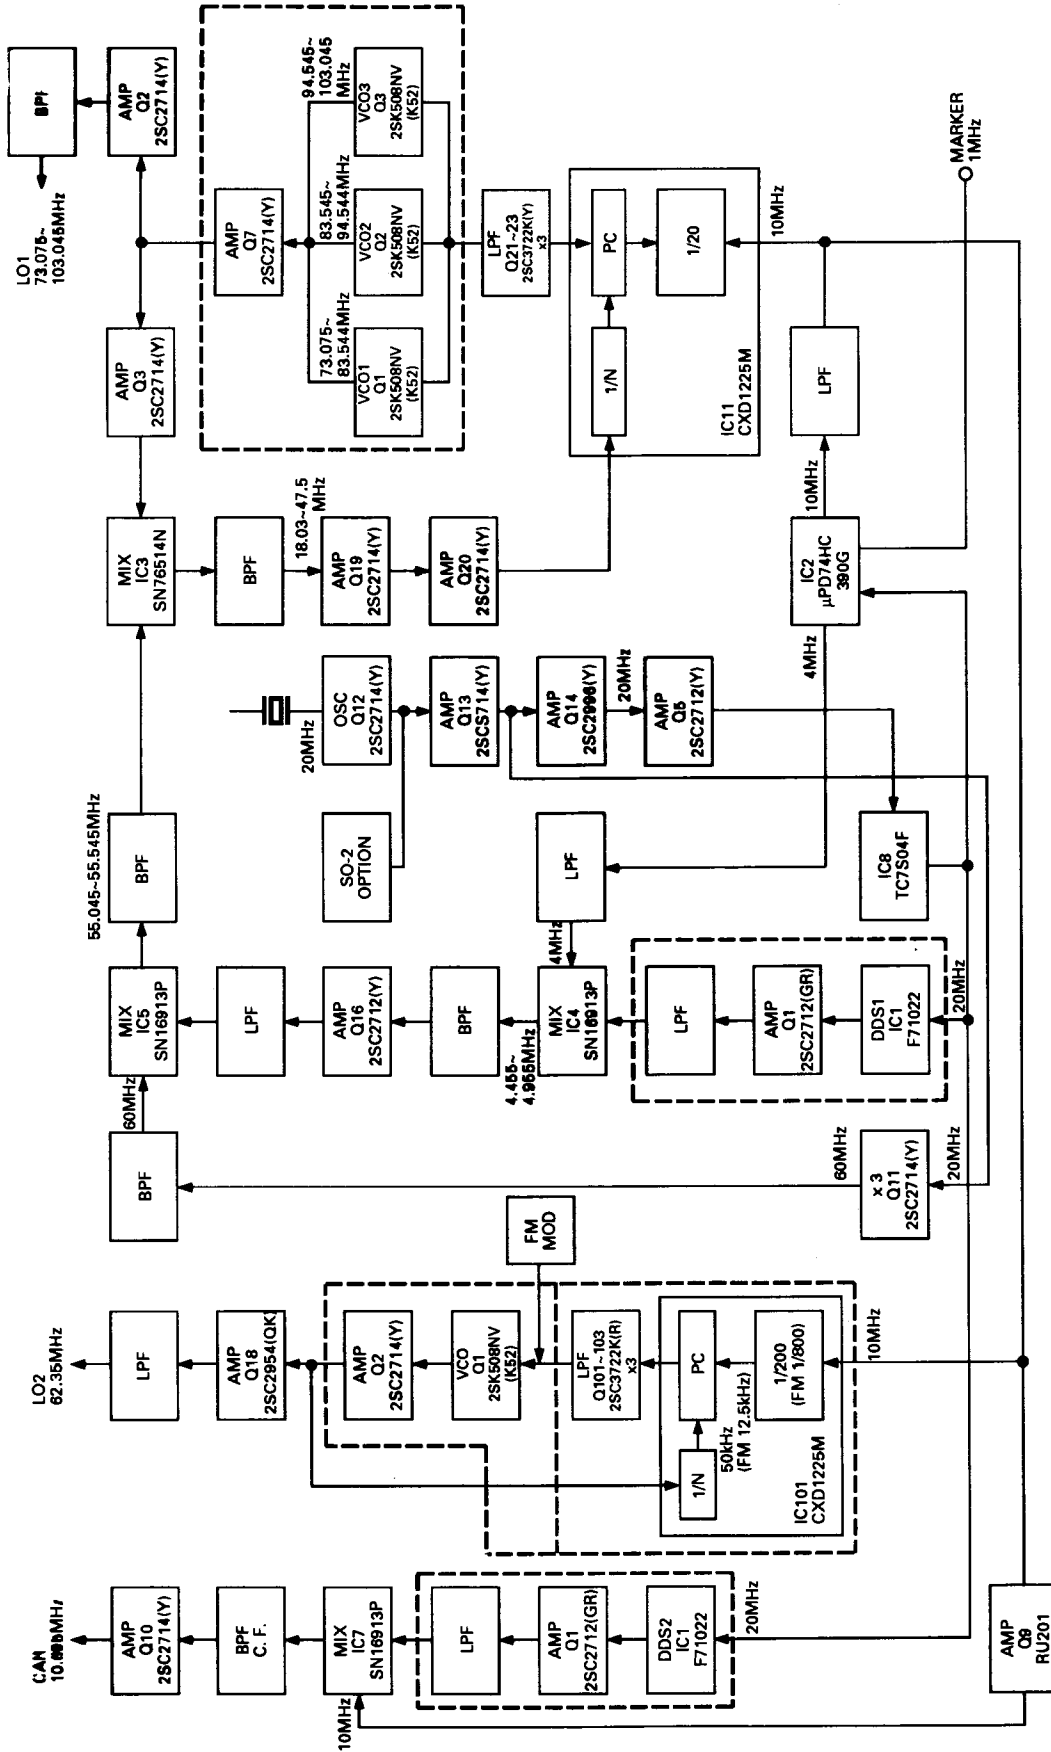 LO1
73.075~
103.045MHz
BPF
AMP
Q2
2SC2714(Y)
AMP
Q3
2SC2714(Y)
AMP
Q7
2SC2714(Y)
94.545~
103.045
MHz
83.545~
94.544MHz
73.075~
83.544MHz
VCO3
Q3
2SK508NV
(K52)
VCO2
Q2
2SK508NV
(K52)
VCO1
Q1
2SK508NV
(K52)
LPF
Q21~23
2SC3722K(Y)
x3
PC
1/20
1/N
IC11
CXD1225M
10MHz
MARKER
1MHz
LPF
10MHz
IC2
µPD74HC
390G
4MHz
MIX
IC3
SN76514N
BPF
18.03~47.5
MHz
AMP
Q19
2SC2714(Y)
AMP
Q20
2SC2714(Y)
20MHz
OSC
Q12
2SC2714(Y)
AMP
Q13
2SCS714(Y)
AMP
Q14
2SC2996(Y)
20MHz
AMP
Q5
2SC2712(Y)
SO-2
OPTION
LPF
4MHz
IC8
TC7S04F
55.045~55.545MHz
BPF
MIX
IC5
SN16913P
LPF
AMP
Q16
2SC2712(Y)
BPF
4.455~
4.955MHz
MIX
IC4
SN16913P
LPF
AMP
Q1
2SC2712(GR)
DDS1
IC1
F71022
20MHz
60MHz
BPF
60MHz
x 3
Q11
2SC2714(Y)
20MHz
LO2
62.35MHz
LPF
AMP
Q18
2SC2954(QK)
AMP
Q2
2SC2714(Y)
VCO
Q1
2SK508NV
(K52)
FM
MOD
LPF
Q101~103
2SC3722K(R)
x3
PC
1/200
(FM 1/800)
1/N
50kHz
(FM 12.5kHz)
IC101
CXD1225M
10MHz
CAR
AMP
Q10
2SC2714(Y)
BPF
C. F.
MIX
IC7
SN16913P
10MHz
LPF
AMP
Q1
2SC2712(GR)
DDS2
IC1
F71022
20MHz
AMP
Q9
RU201